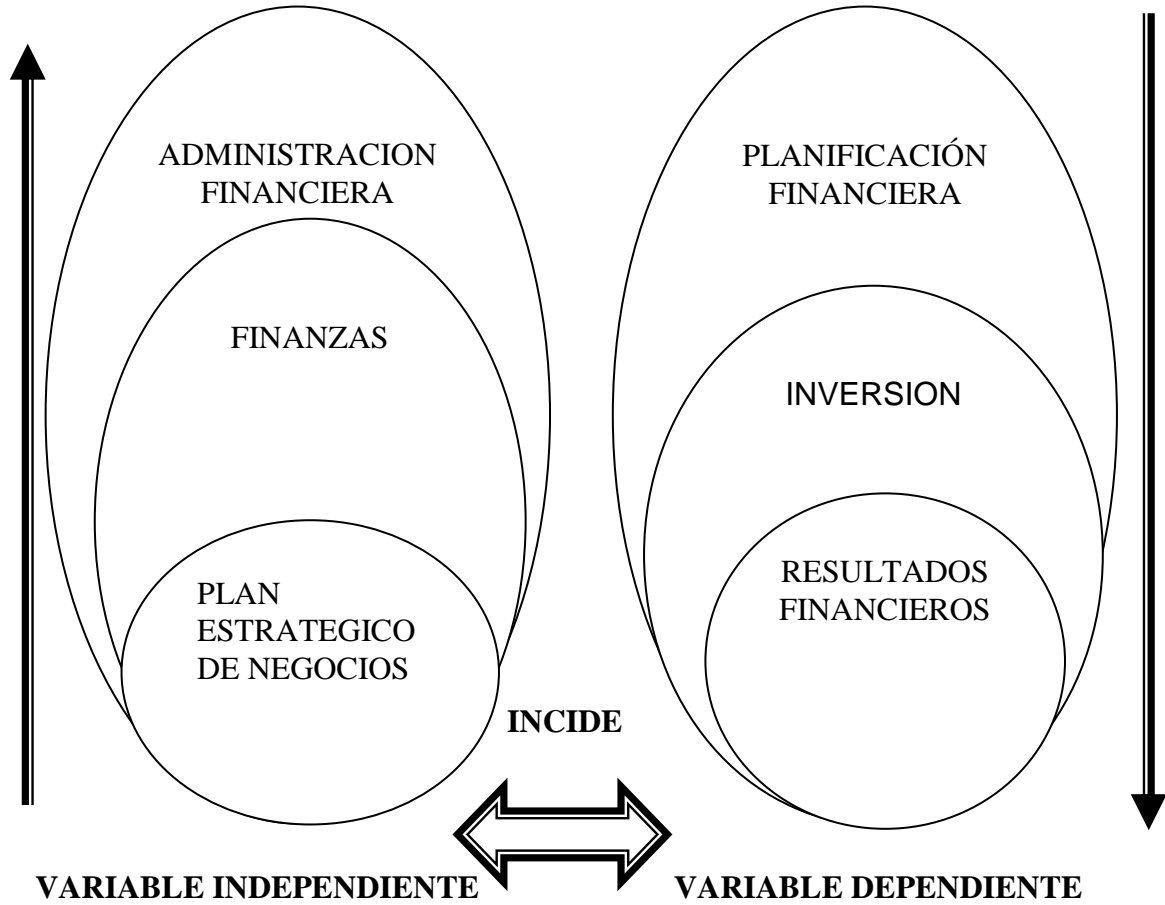 ADMINISTRACION
FINANCIERA
FINANZAS
PLAN
ESTRATEGICO
DE NEGOCIOS
PLANIFICACIÓN
FINANCIERA
INVERSION
RESULTADOS
FINANCIEROS
INCIDE
VARIABLE INDEPENDIENTE
VARIABLE DEPENDIENTE